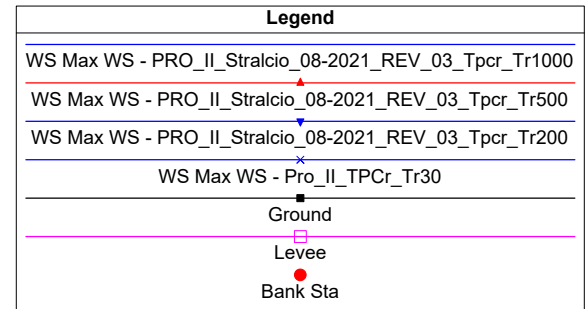 Legend
WS Max WS - PRO_II_Stralcio_08-2021_REV_03_Tpcr_Tr1000
WS Max WS - PRO_II_Stralcio_08-2021_REV_03_Tpcr_Tr500
WS Max WS - PRO_II_Stralcio_08-2021_REV_03_Tpcr_Tr200
WS Max WS - Pro_II_TPCr_Tr30
Ground
Levee
Bank Sta